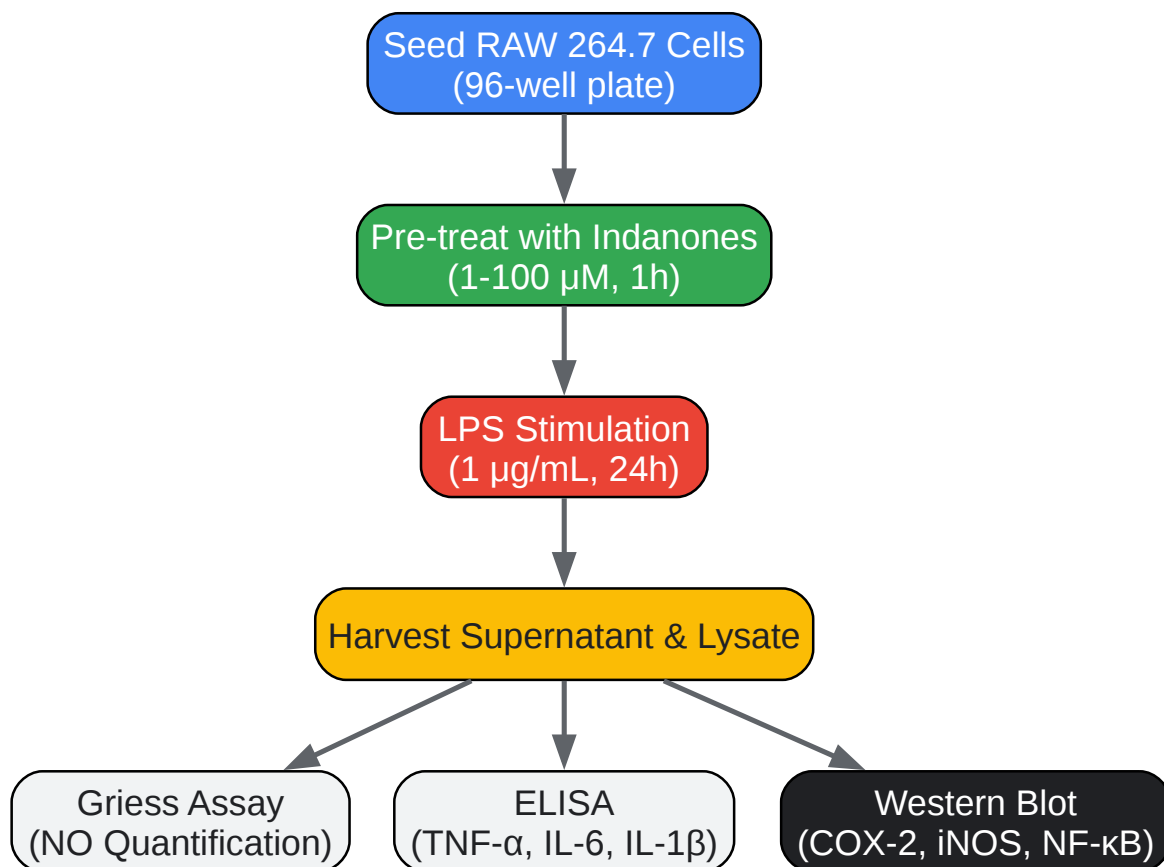 Seed RAW 264.7 Cells
(96-well plate)
Pre-treat with Indanones
(1-100 μM, 1h)
LPS Stimulation
(1 μg/mL, 24h)
Harvest Supernatant & Lysate
Griess Assay
(NO Quantification)
ELISA
(TNF-α, IL-6, IL-1β)
Western Blot
(COX-2, iNOS, NF-κB)